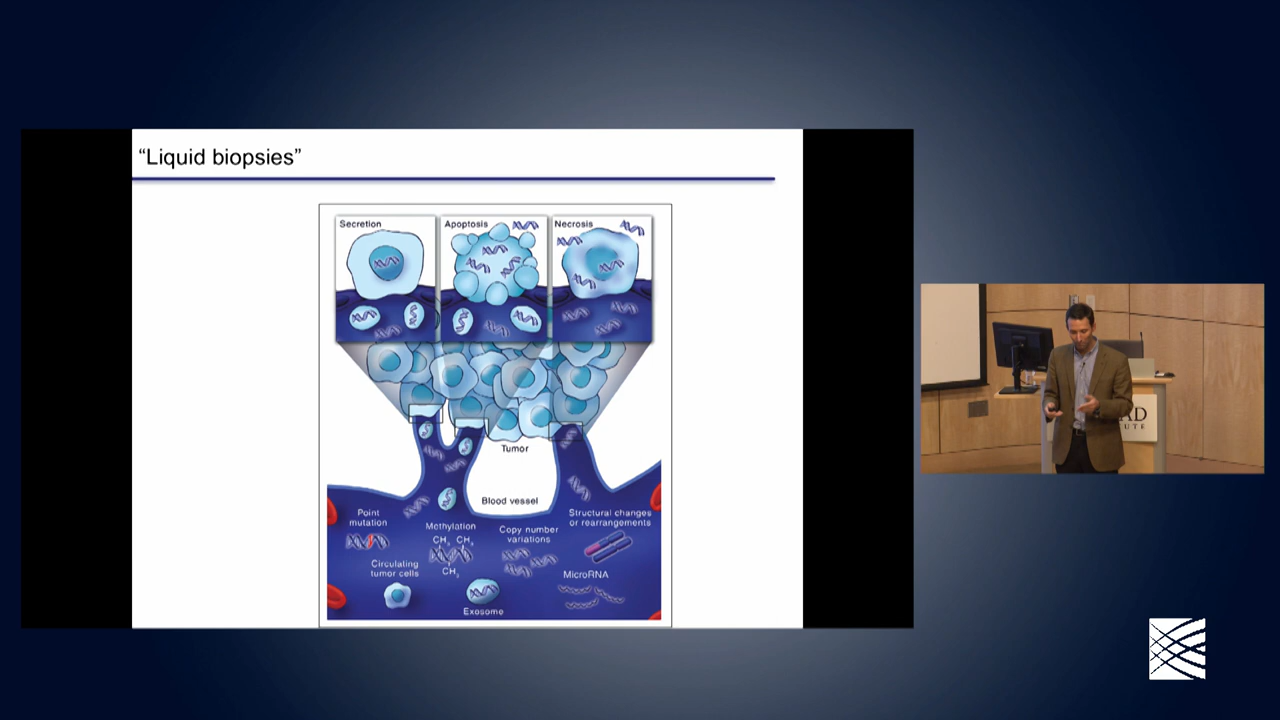 “Liquid biopsies”
Secretion
Apoptosis
Necrosis
Tumor
Blood vessel
Point
mutation
Methylation
CH₃ CH₃
CH₃
Copy number
variations
Structural changes
or rearrangements
Circulating
tumor cells
Exosome
MicroRNA